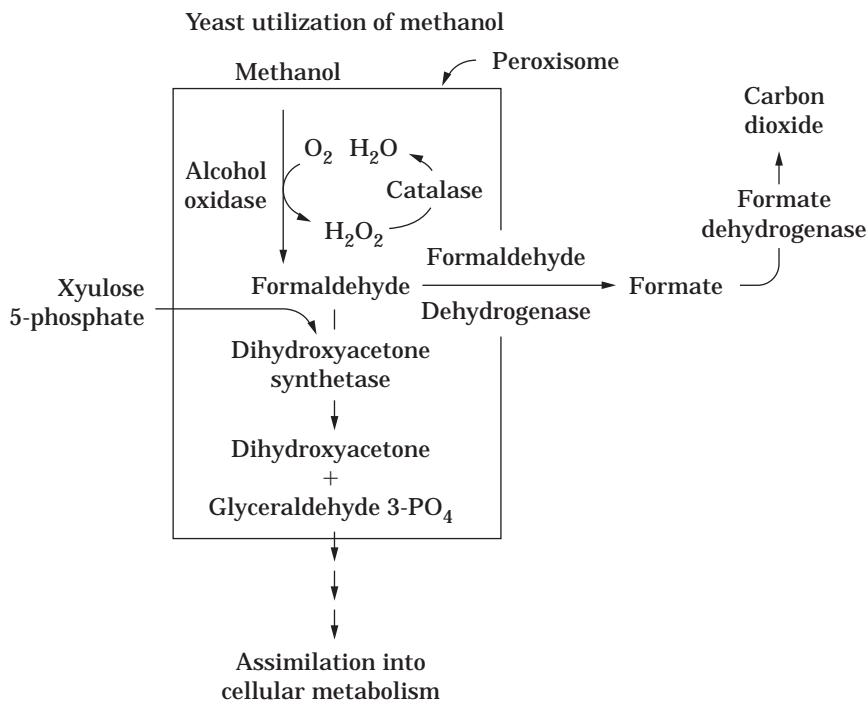 Yeast utilization of methanol
Peroxisome
Methanol
Carbon
dioxide
O₂ H₂O
Alcohol
oxidase
Catalase
H₂O₂
Formate
dehydrogenase
Formaldehyde
Formaldehyde
Formate
Dehydrogenase
Xyulose
5-phosphate
Dihydroxyacetone
synthetase
Dihydroxyacetone
+
Glyceraldehyde 3-PO₄
Assimilation into
cellular metabolism